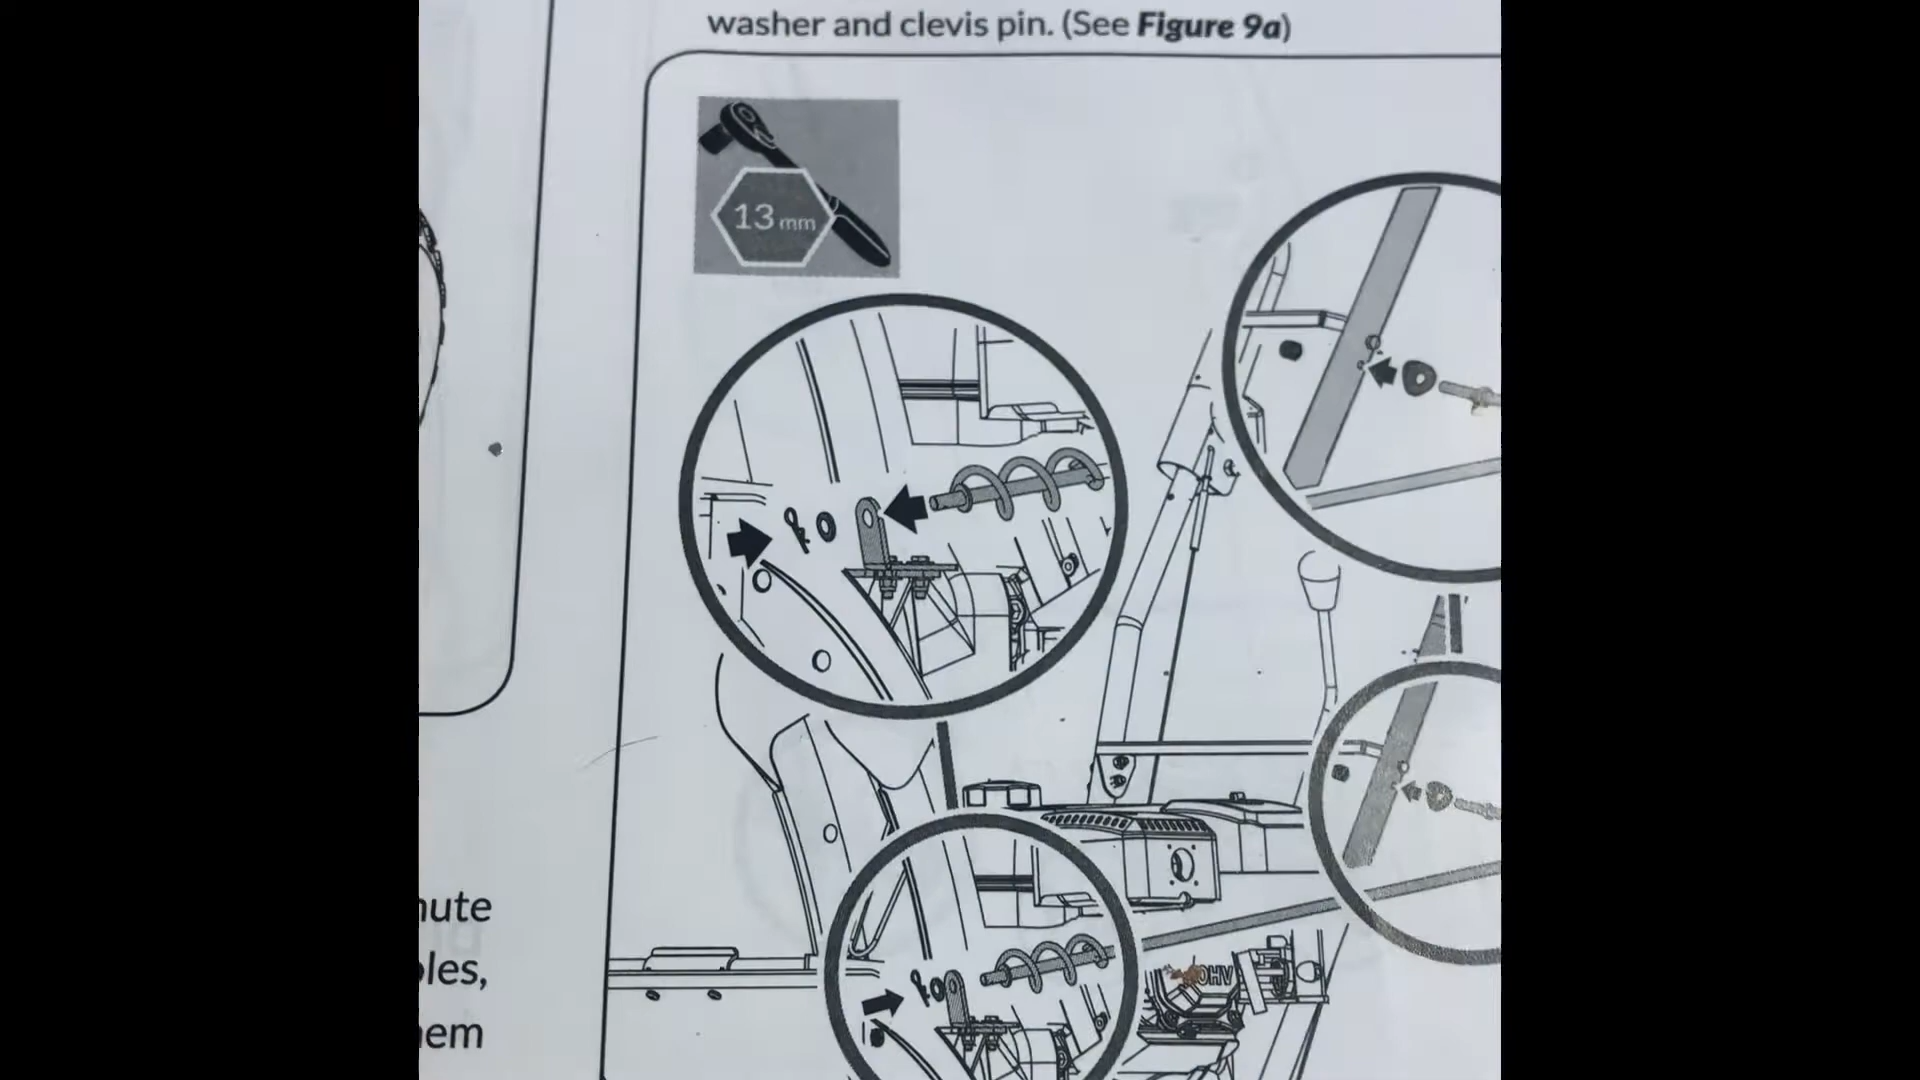 washer and clevis pin. (See Figure 9a)
13 mm
OHV
nute
les,
em